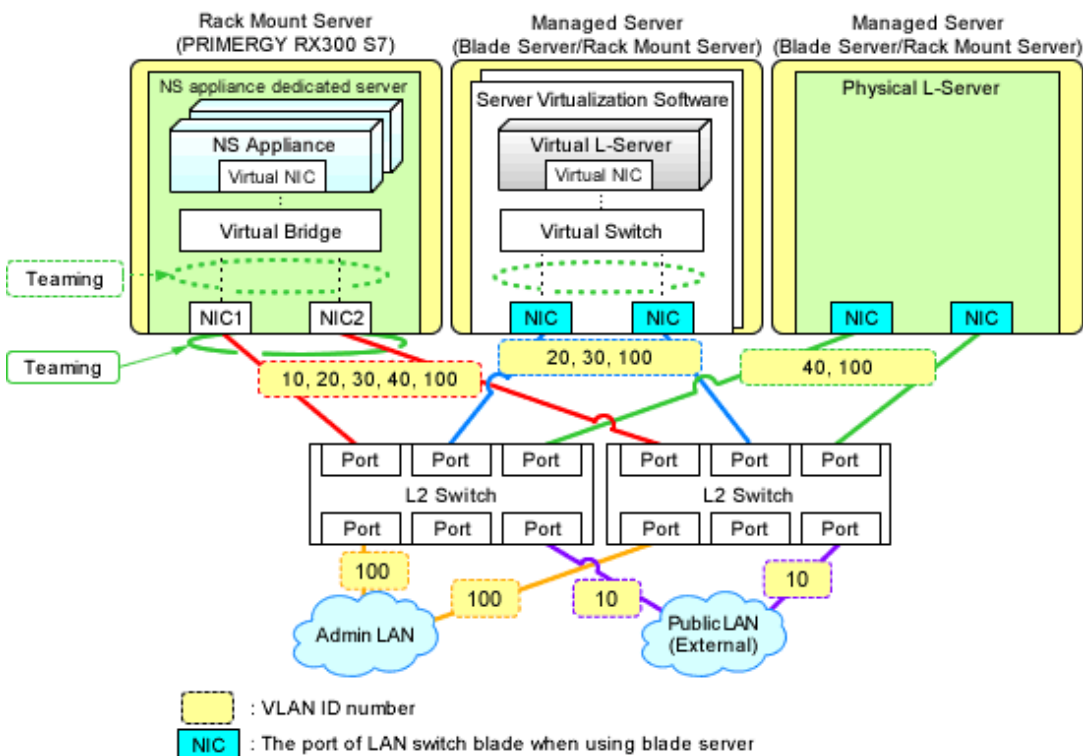 Rack Mount Server
(PRIMERGY RX300 S7)
Managed Server
(Blade Server/Rack Mount Server)
Managed Server
(Blade Server/Rack Mount Server)
NS appliance dedicated server
NS Appliance
Virtual NIC
Virtual Bridge
NIC1
NIC2
Server Virtualization Software
Virtual L-Server
Virtual NIC
Virtual Switch
NIC
NIC
Physical L-Server
NIC
NIC
Teaming
Teaming
10, 20, 30, 40, 100
20, 30, 100
40, 100
Port
Port
Port
L2 Switch
Port
Port
Port
Port
Port
Port
L2 Switch
Port
Port
Port
100
100
10
10
Admin LAN
Public LAN
(External)
: VLAN ID number
NIC
: The port of LAN switch blade when using blade server